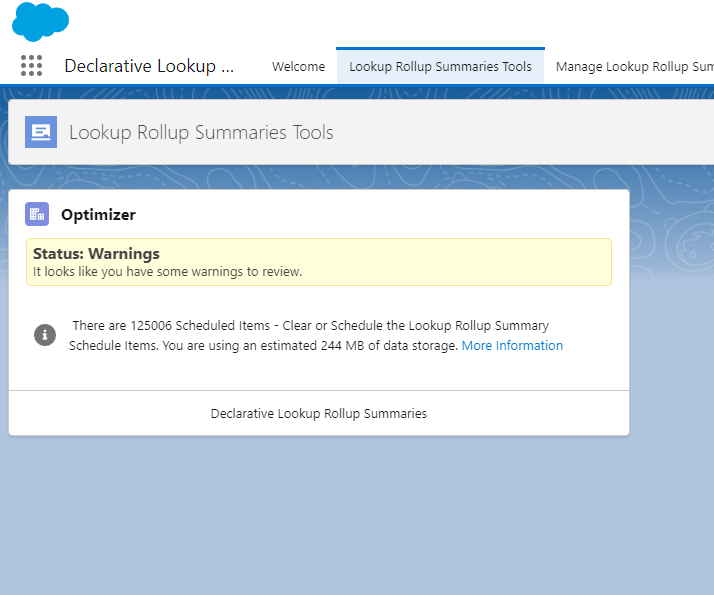 Declarative Lookup ...
Welcome
Lookup Rollup Summaries Tools
Manage Lookup Rollup
Lookup Rollup Summaries Tools
Optimizer
Status: Warnings
It looks like you have some warnings to review.
There are 125006 Scheduled Items - Clear or Schedule the Lookup Rollup Summary
Schedule Items. You are using an estimated 244 MB of data storage. More Information
Declarative Lookup Rollup Summaries